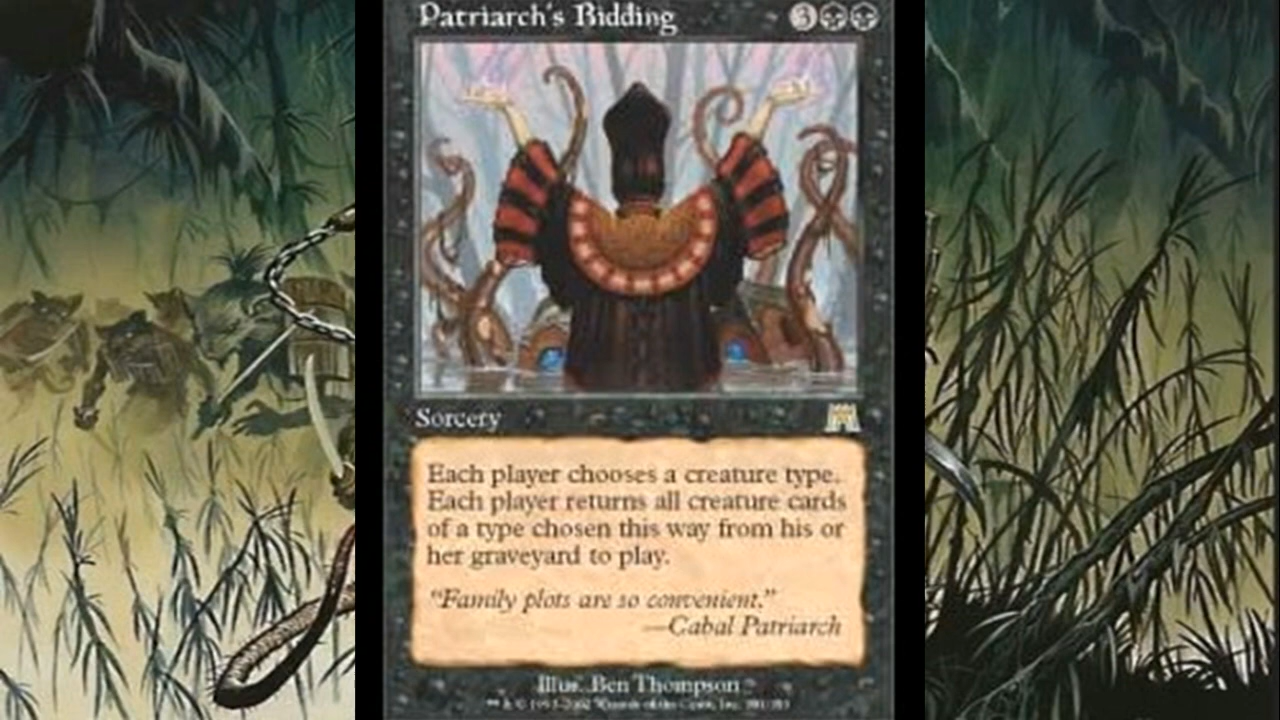 Patriarch's Bidding 3
Sorcery
Each player chooses a creature type.
Each player returns all creature cards
of a type chosen this way from his or
her graveyard to play.
"Family plots are so convenient."
—Cabal Patriarch
Illus. Ben Thompson